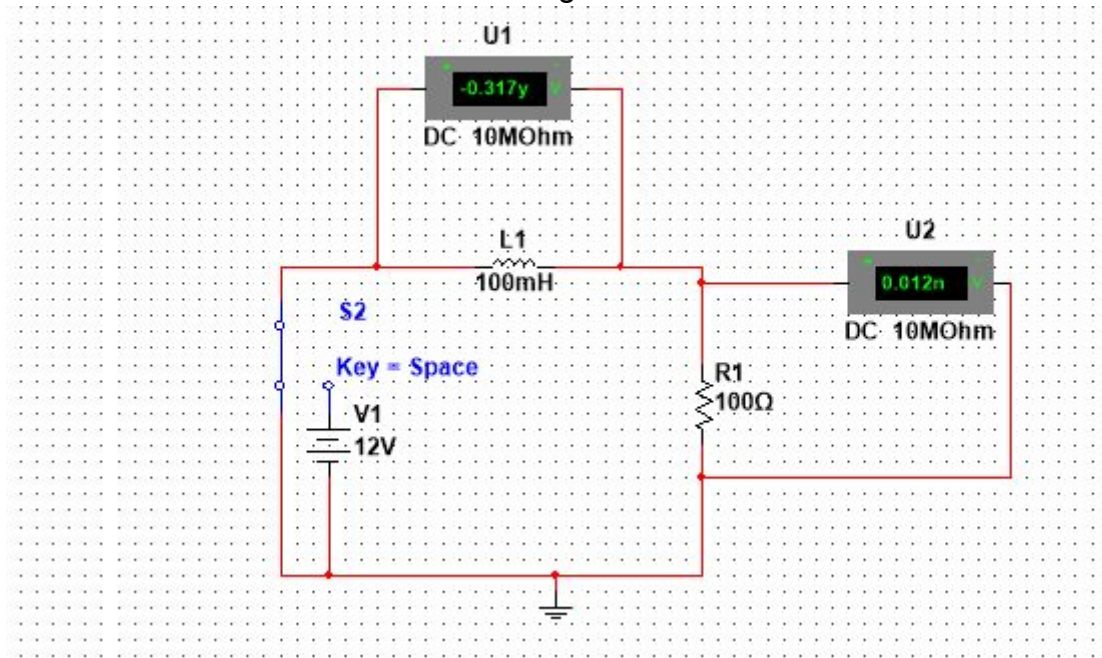 U1
-0.317y V
DC 10MOhm
L1
100mH
U2
0.012n V
DC 10MOhm
S2
Key = Space
R1
100Ω
V1
12V